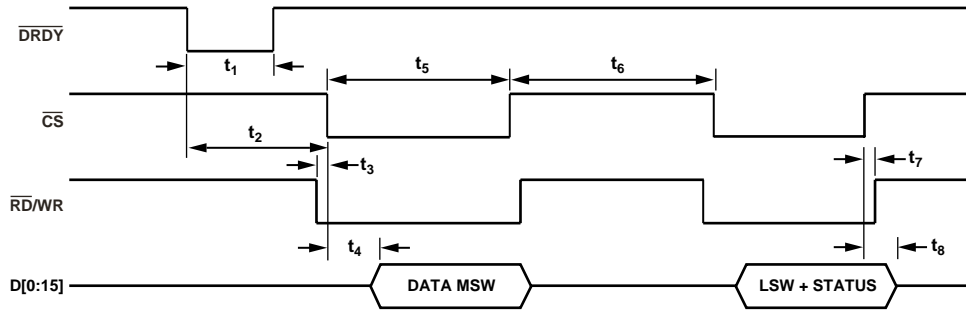 DRDY
t1
t5
t6
CS
t2
t3
t7
RD/WR
t4
t8
D[0:15]
DATA MSW
LSW + STATUS